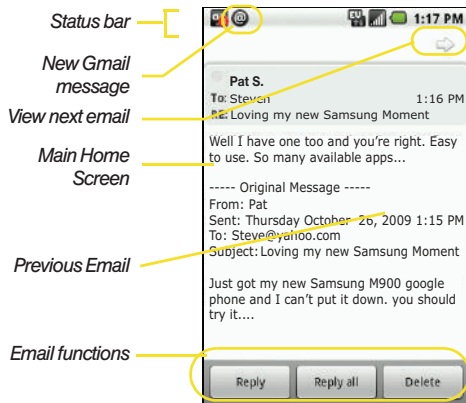 Status bar
1:17 PM
New Gmail
message
View next email
Pat S.
To: Steven 1:16 PM
RE: Loving my new Samsung Moment
Main Home
Screen
Well I have one too and you’re right. Easy
to use. So many available apps...
----- Original Message -----
From: Pat
Sent: Thursday October 26, 2009 1:15 PM
To: Steve@yahoo.com
Subject: Loving my new Samsung Moment
Previous Email
Just got my new Samsung M900 google
phone and I can’t put it down. you should
try it....
Email functions
Reply Reply all Delete